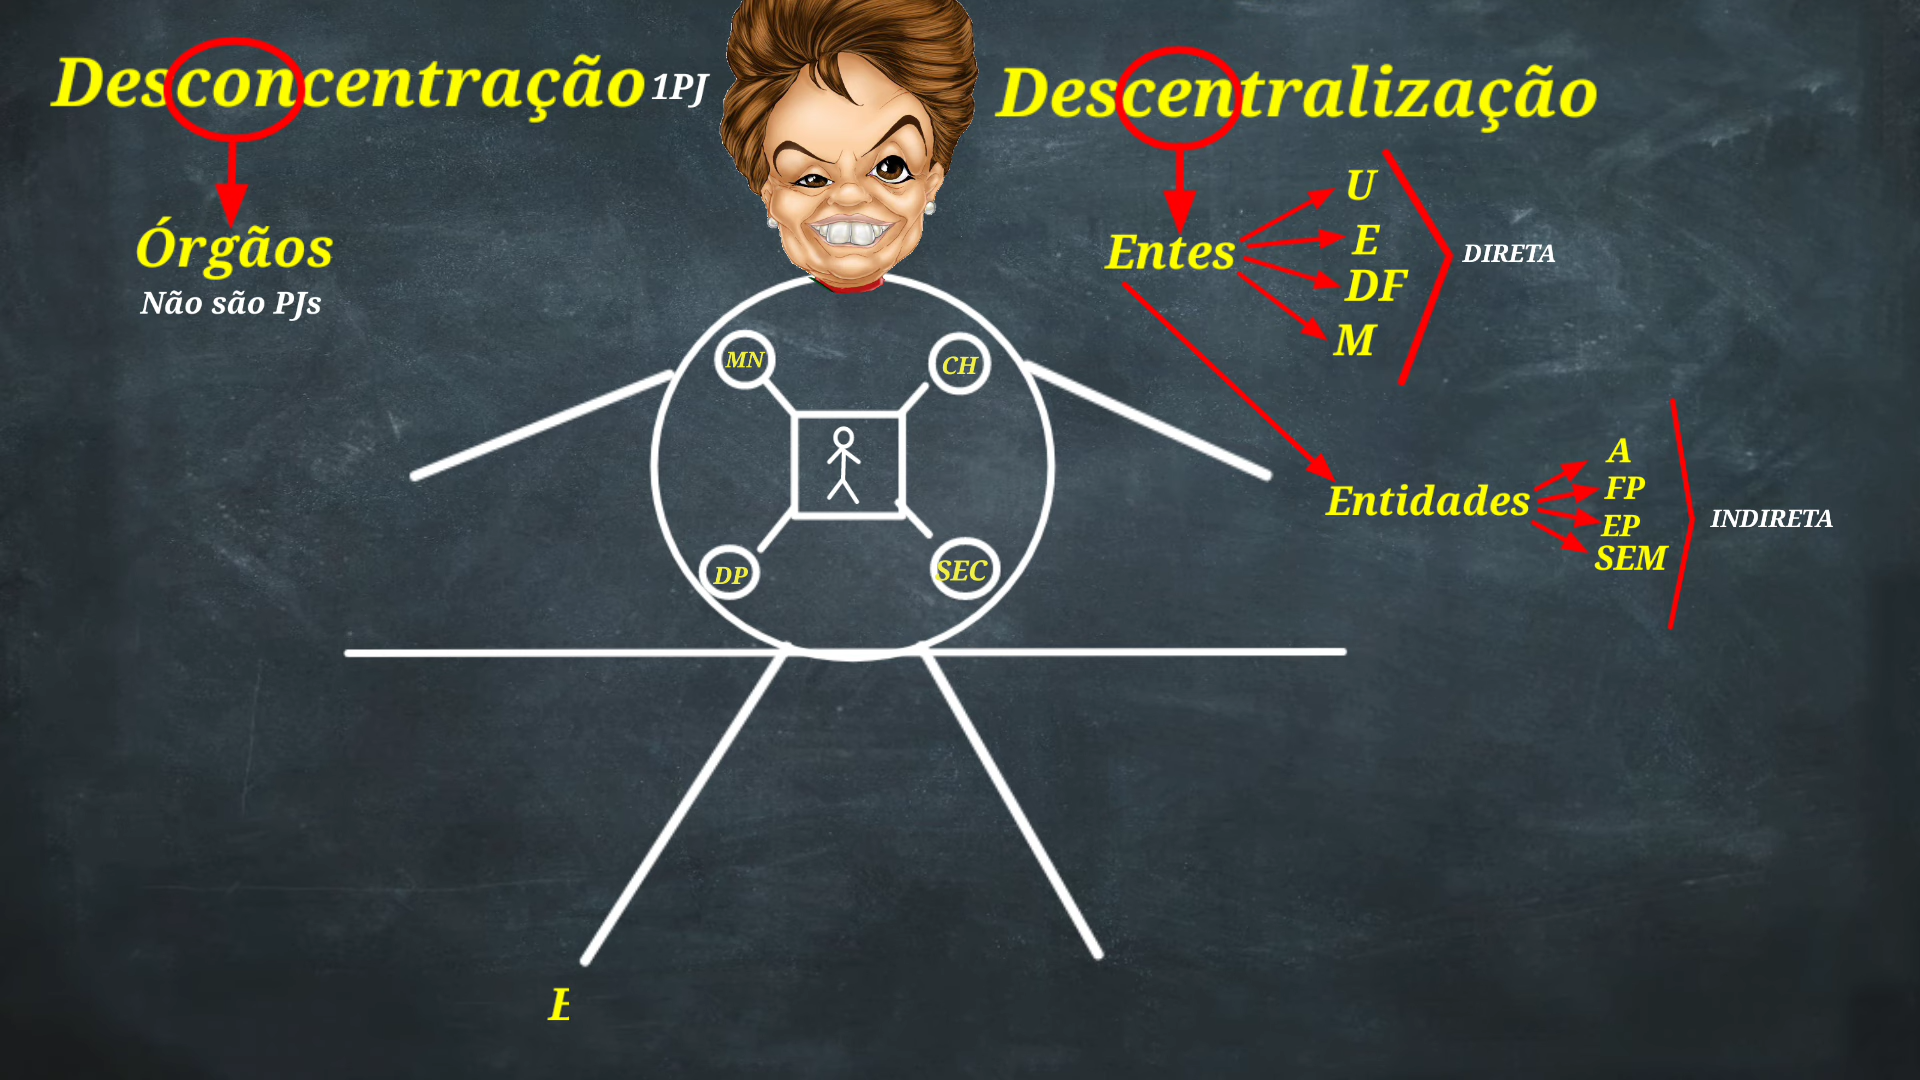 Desconcentração 1PJ
Órgãos
Não são PJs
Descentralização
Entes
U
E
DF
M
DIRETA
Entidades
A
FP
EP
SEM
INDIRETA
MN
CH
DP
SEC